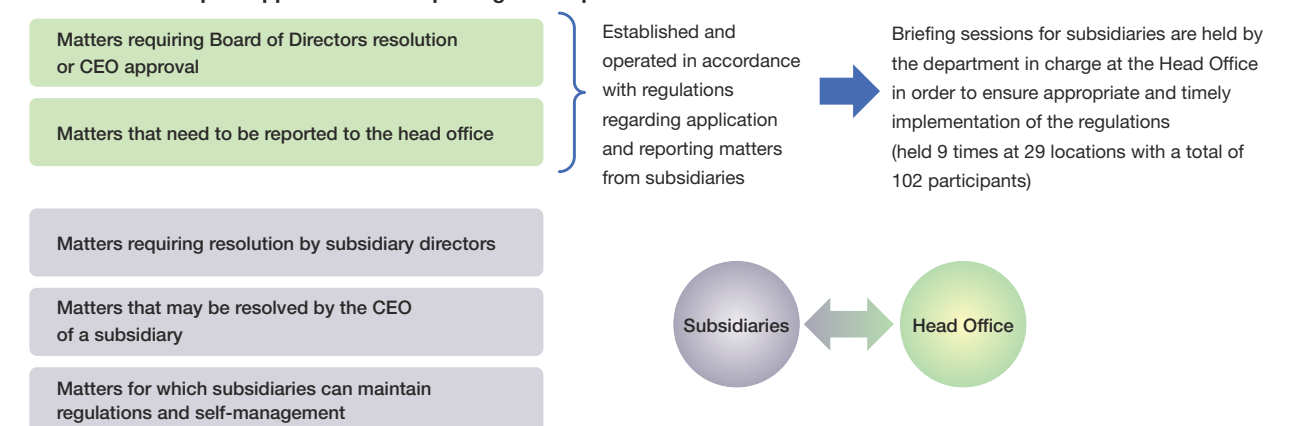 Matters requiring Board of Directors resolution
or CEO approval
Matters that need to be reported to the head office
Established and
operated in accordance
with regulations
regarding application
and reporting matters
from subsidiaries
Briefing sessions for subsidiaries are held by
the department in charge at the Head Office
in order to ensure appropriate and timely
implementation of the regulations
(held 9 times at 29 locations with a total of
102 participants)
Matters requiring resolution by subsidiary directors
Matters that may be resolved by the CEO
of a subsidiary
Matters for which subsidiaries can maintain
regulations and self-management
Subsidiaries
Head Office